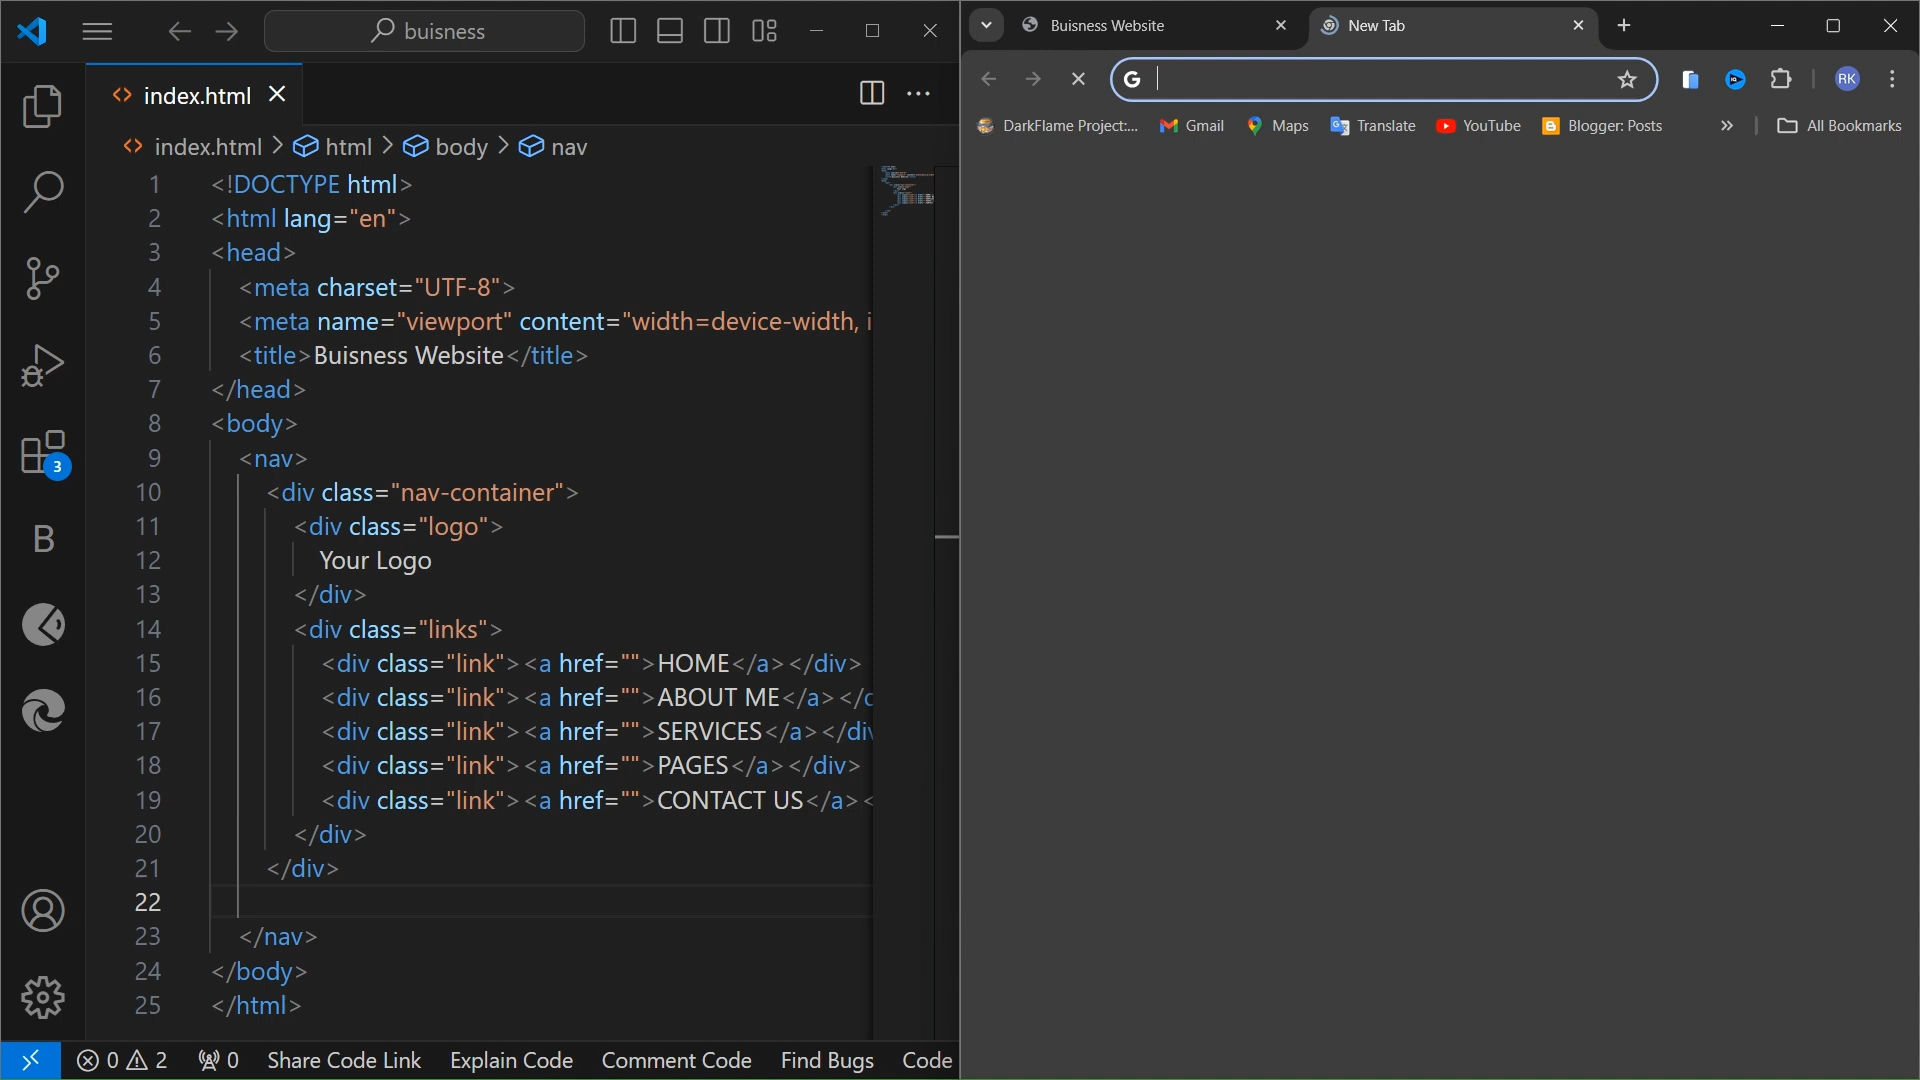 buisness
index.html
index.html > html > body > nav
1 <!DOCTYPE html>
2 <html lang="en">
3 <head>
4 <meta charset="UTF-8">
5 <meta name="viewport" content="width=device-width, i
6 <title>Buisness Website</title>
7 </head>
8 <body>
9 <nav>
10 <div class="nav-container">
11 <div class="logo">
12 Your Logo
13 </div>
14 <div class="links">
15 <div class="link"><a href="">HOME</a></div>
16 <div class="link"><a href="">ABOUT ME</a></d
17 <div class="link"><a href="">SERVICES</a></div
18 <div class="link"><a href="">PAGES</a></div>
19 <div class="link"><a href="">CONTACT US</a><
20 </div>
21 </div>
22
23 </nav>
24 </body>
25 </html>
3
B
0 2 0 Share Code Link Explain Code Comment Code Find Bugs Code
Buisness Website New Tab
G
RK
DarkFlame Project:... Gmail Maps Translate YouTube Blogger: Posts » All Bookmarks